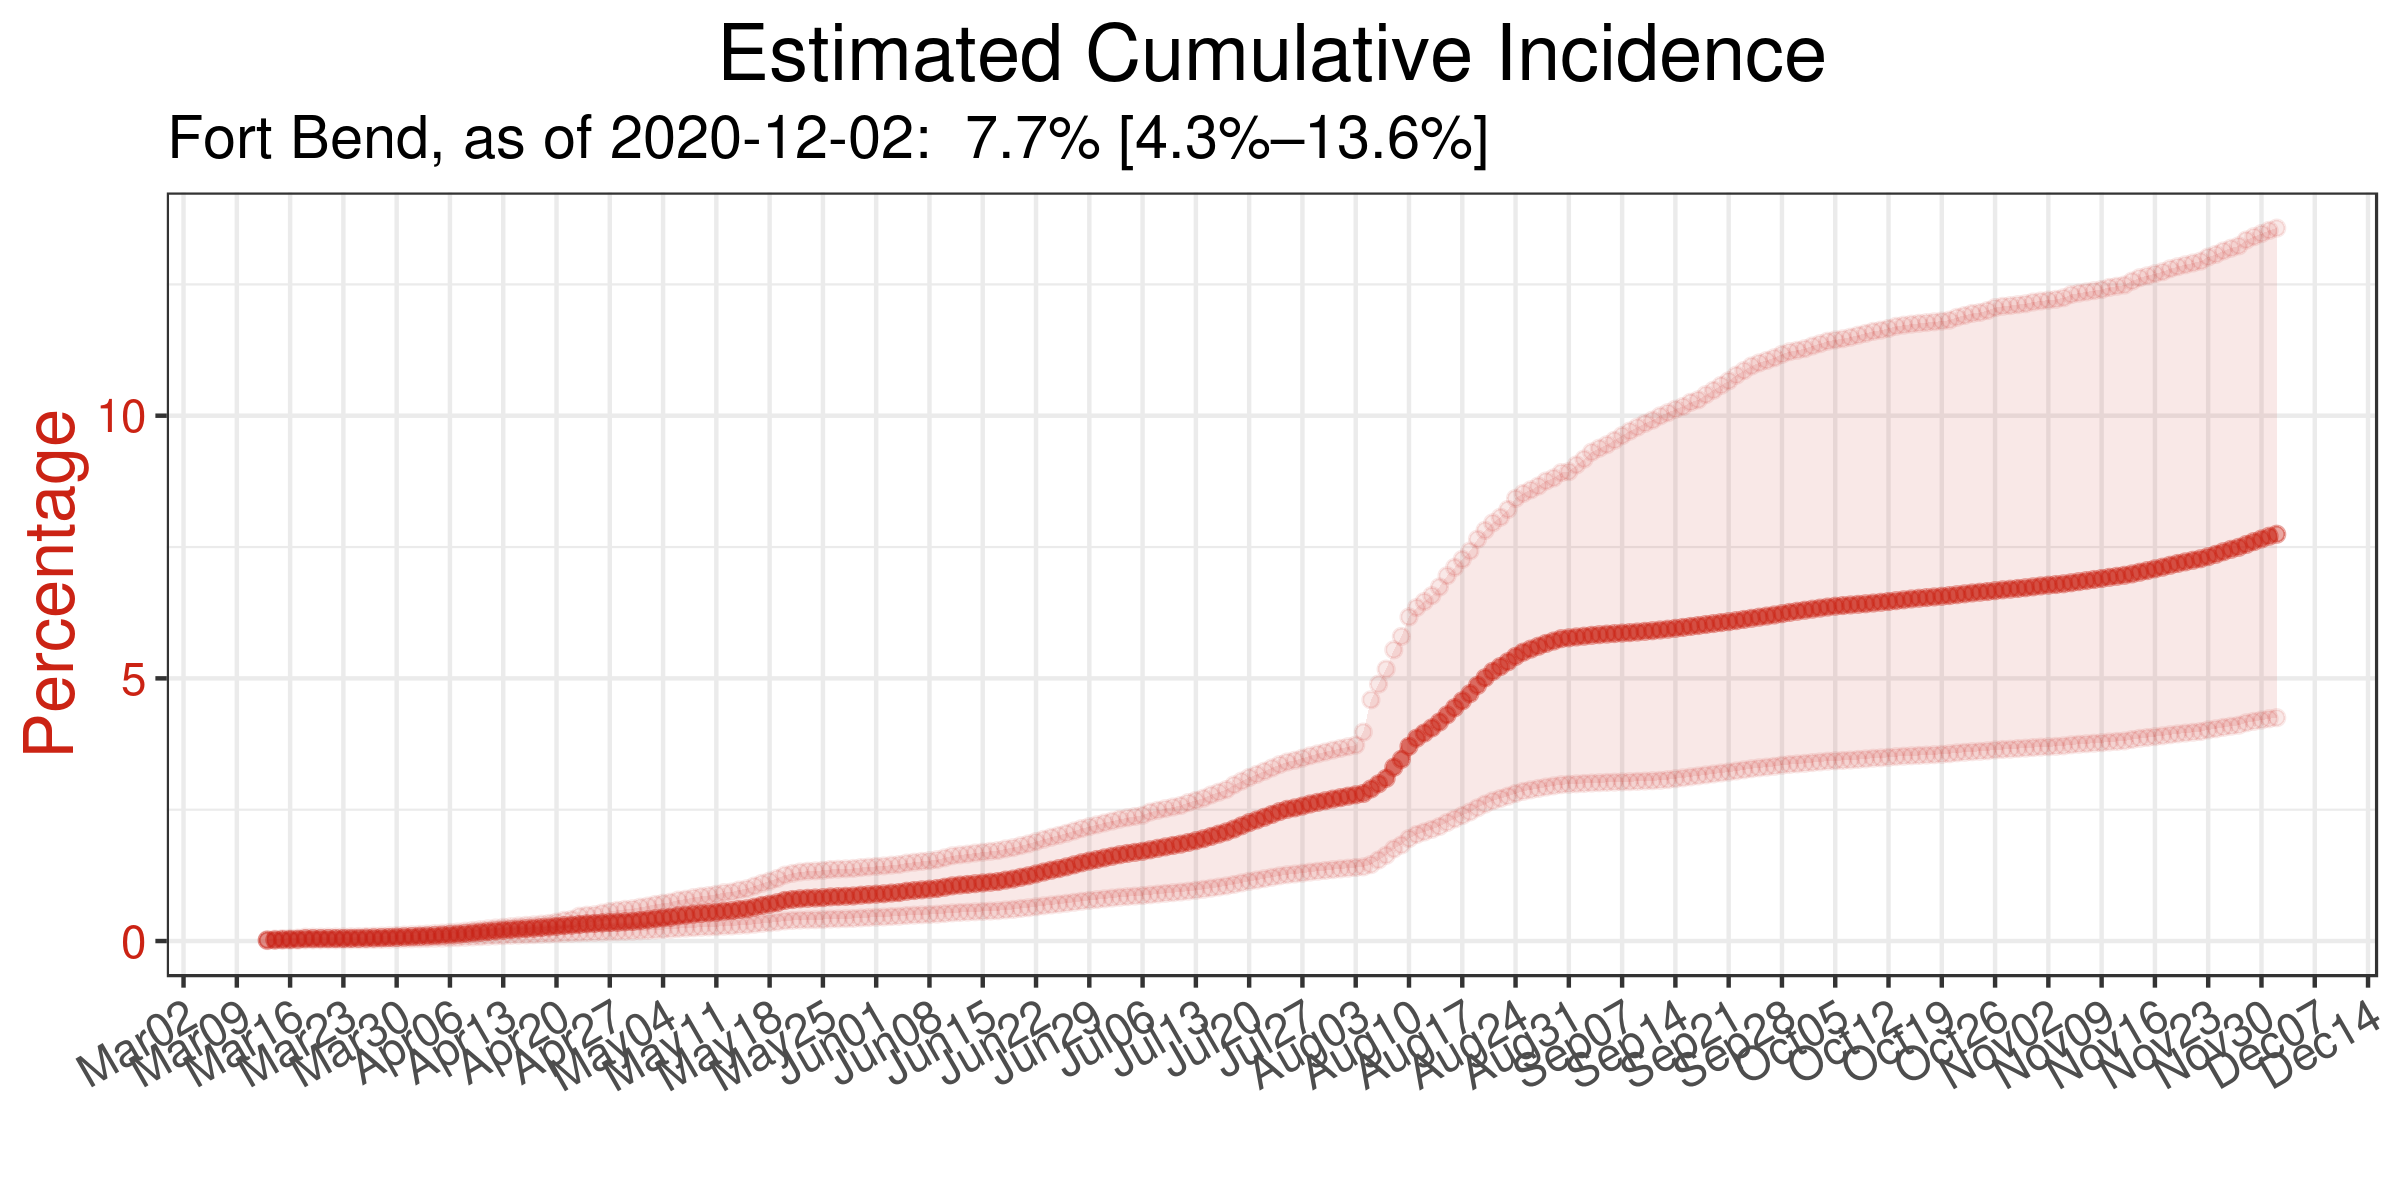 Estimated Cumulative Incidence
Fort Bend, as of 2020-12-02:  7.7% [4.3%–13.6%]
Percentage
10
5
0
Mar02
Mar09
Mar16
Mar23
Mar30
Apr06
Apr13
Apr20
Apr27
May04
May11
May18
May25
Jun01
Jun08
Jun15
Jun22
Jun29
Jul06
Jul13
Jul20
Jul27
Aug03
Aug10
Aug17
Aug24
Aug31
Sep07
Sep14
Sep21
Sep28
Oct05
Oct12
Oct19
Oct26
Nov02
Nov09
Nov16
Nov23
Nov30
Dec07
Dec14